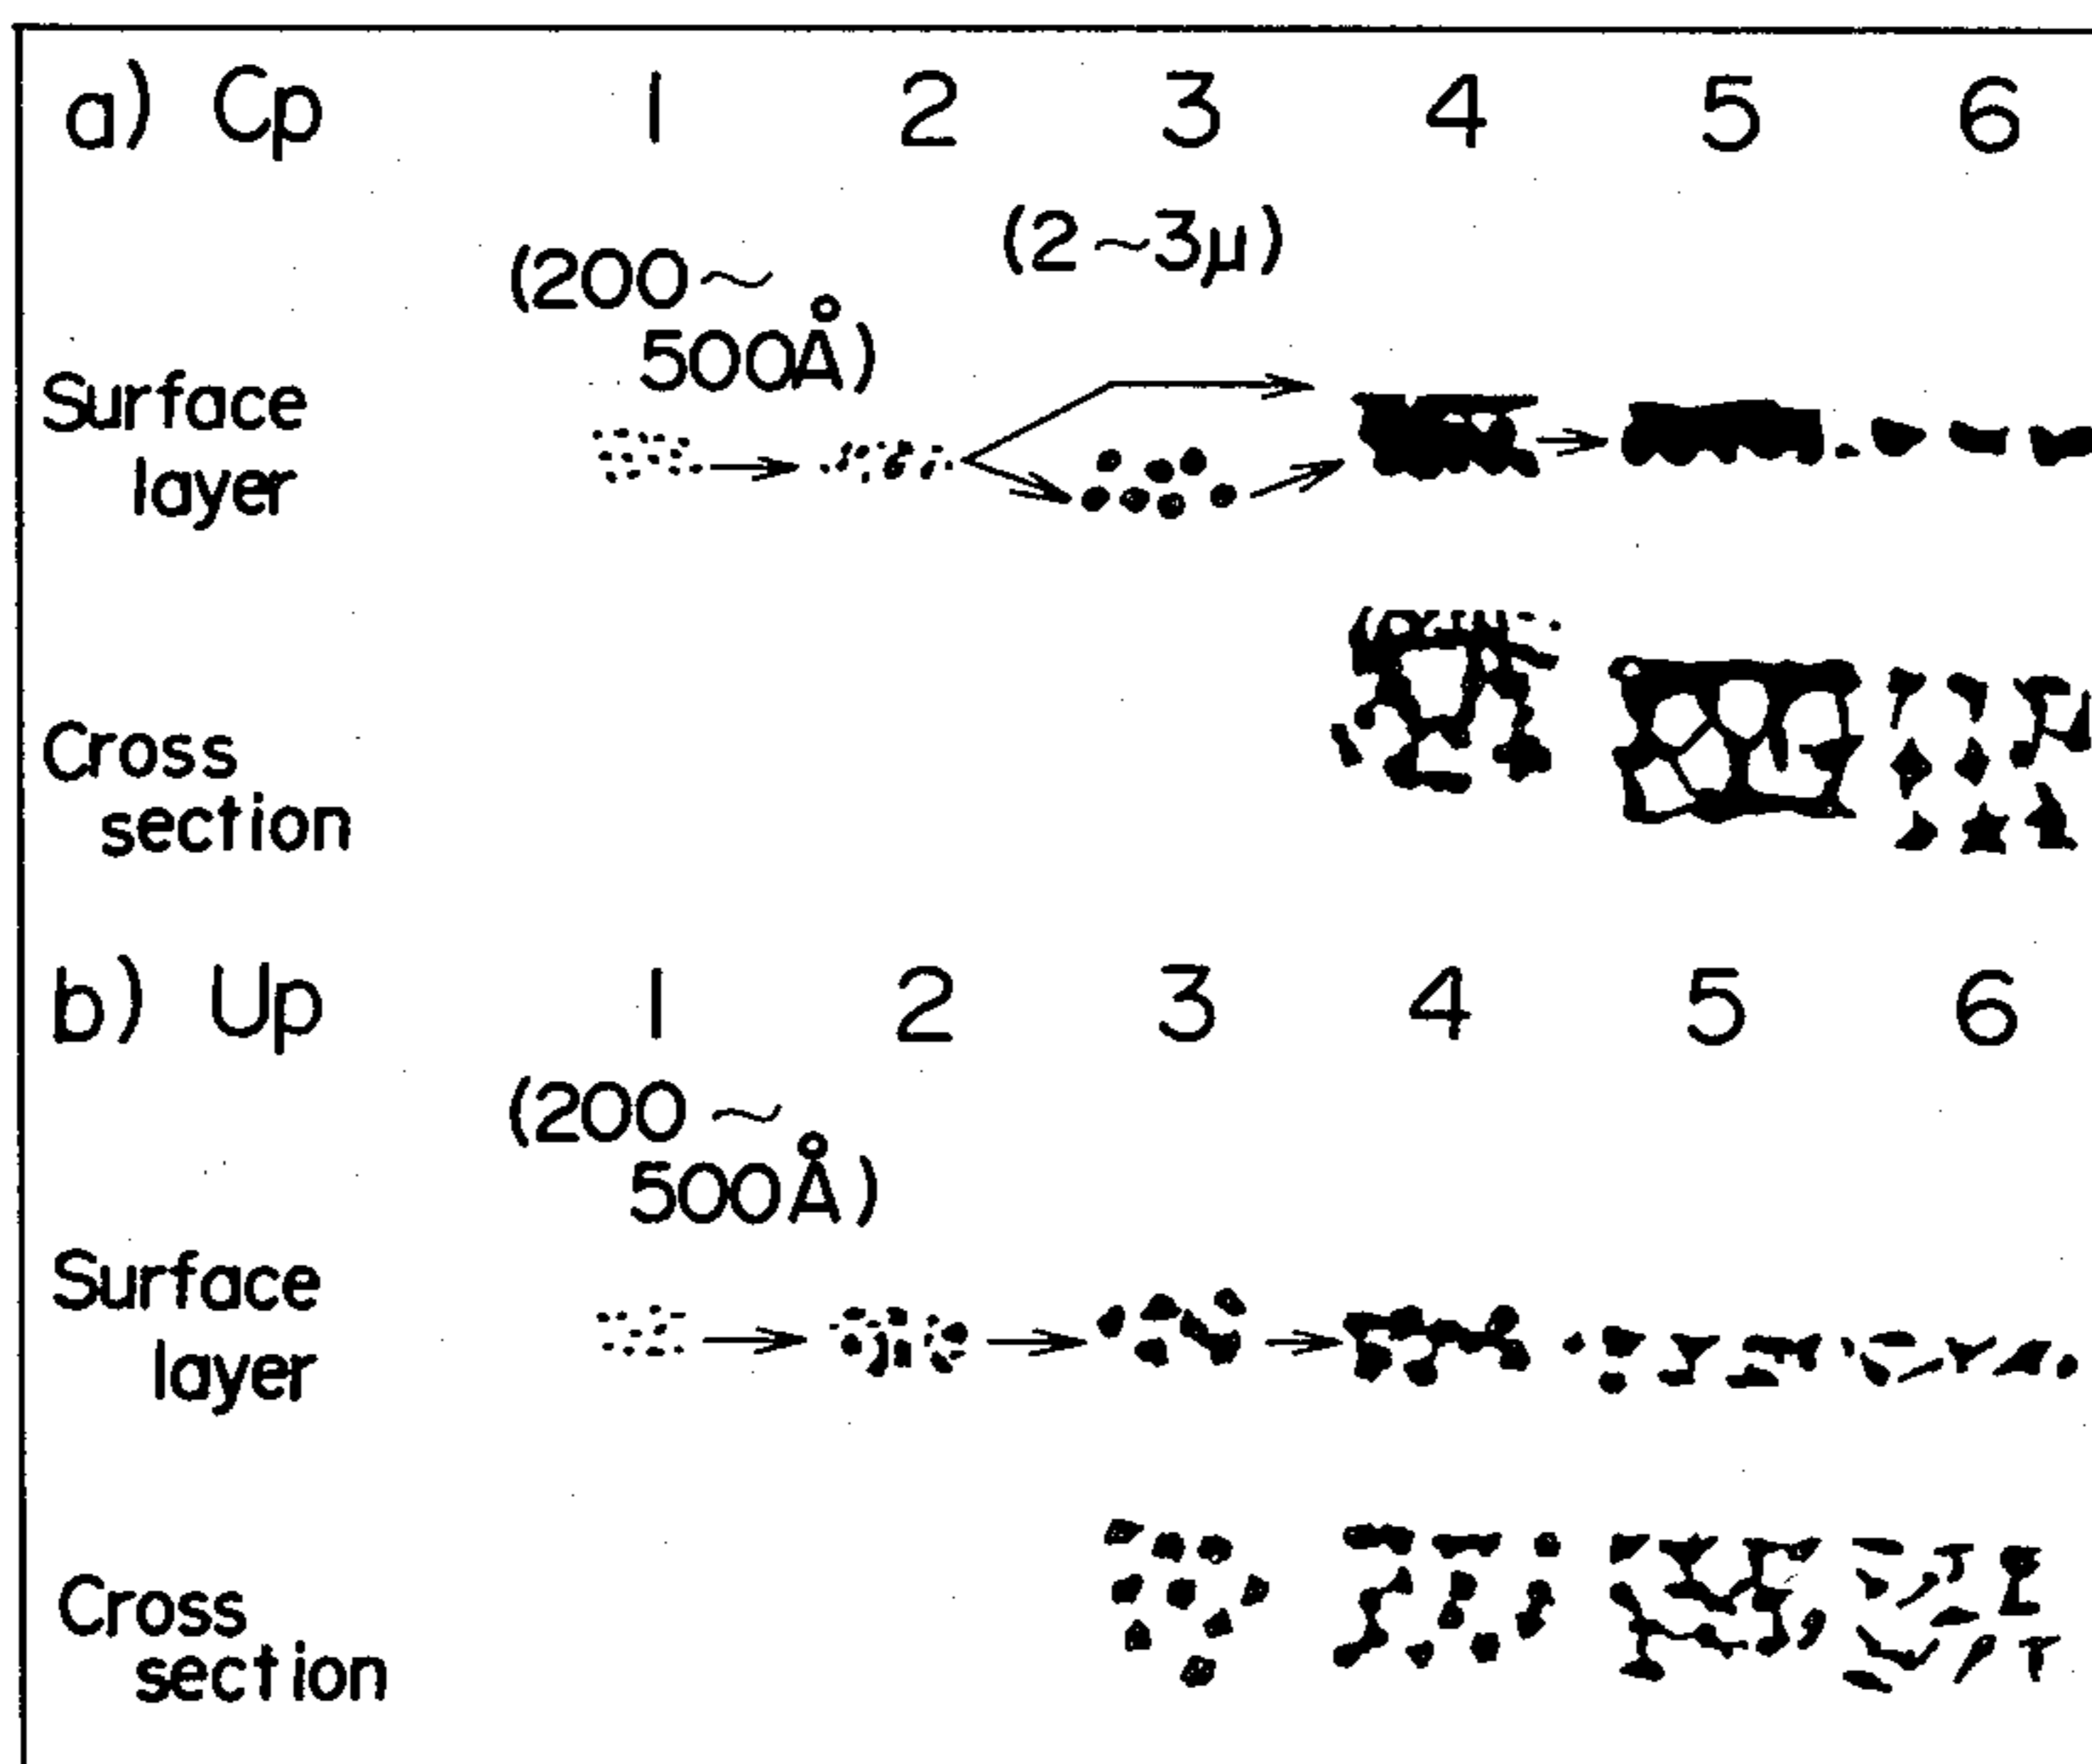 a) Cp 1 2 3 4 5 6
(2~3μ)
(200~
500Å)
Surface
layer
Cross
section
b) Up 1 2 3 4 5 6
(200~
500Å)
Surface
layer
Cross
section